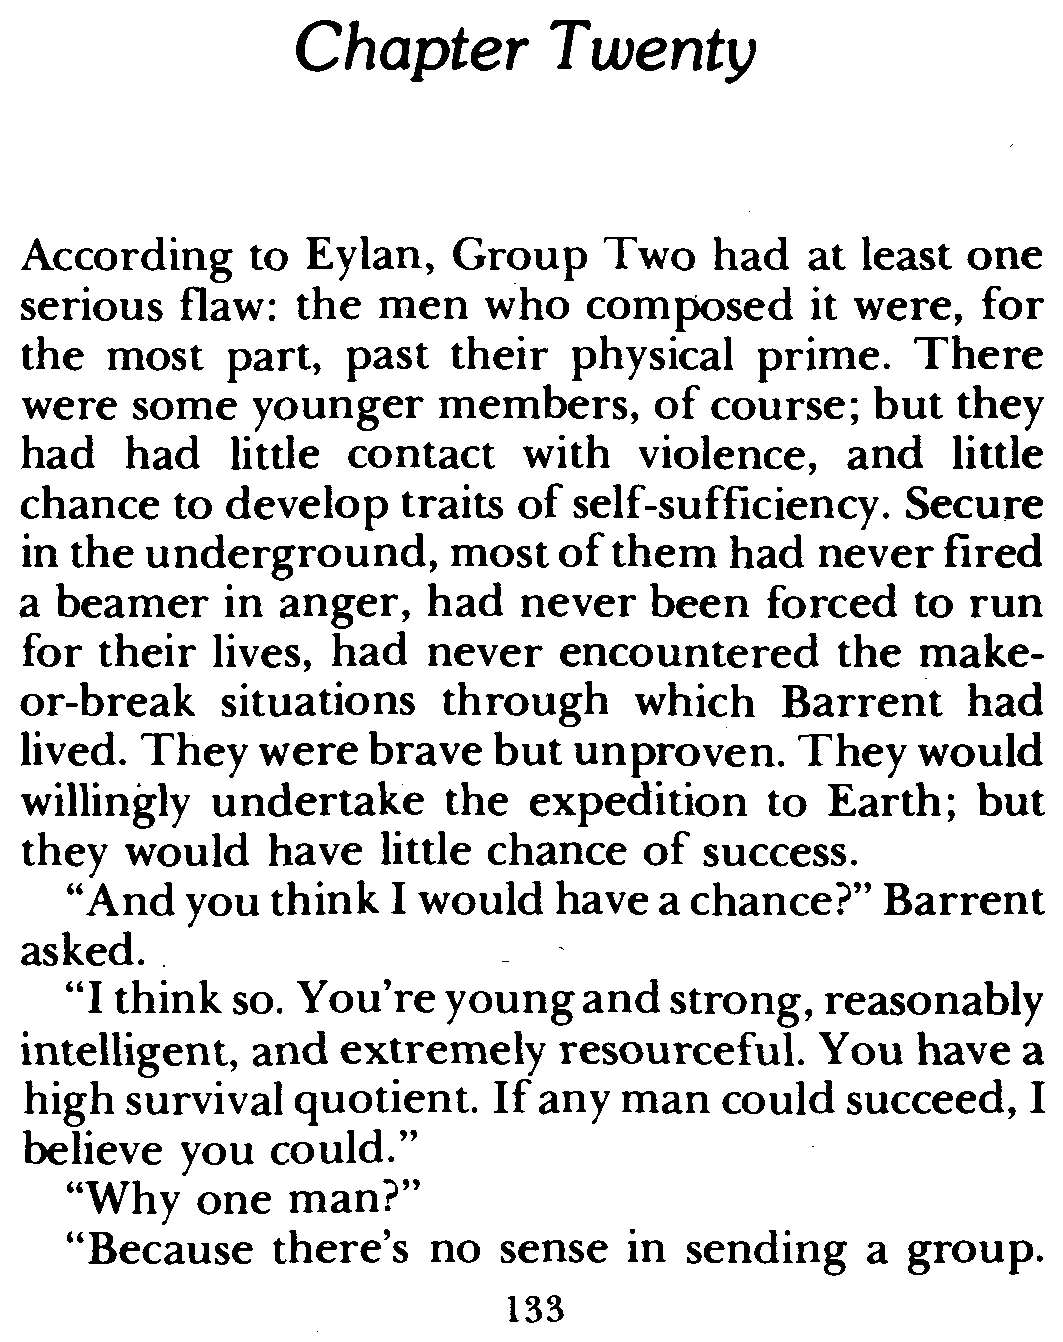 Chapter Twenty
According to Eylan, Group Two had at least one
serious flaw: the men who composed it were, for
the most part, past their physical prime. There
were some younger members, of course; but they
had had little contact with violence, and little
chance to develop traits of self-sufficiency. Secure
in the underground, most of them had never fired
a beamer in anger, had never been forced to run
for their lives, had never encountered the make-
or-break situations through which Barrent had
lived. They were brave but unproven. They would
willingly undertake the expedition to Earth; but
they would have little chance of success.
“And you think I would have a chance?” Barrent
asked.
“I think so. You’re young and strong, reasonably
intelligent, and extremely resourceful. You have a
high survival quotient. If any man could succeed, I
believe you could.”
“Why one man?”
“Because there’s no sense in sending a group.
133